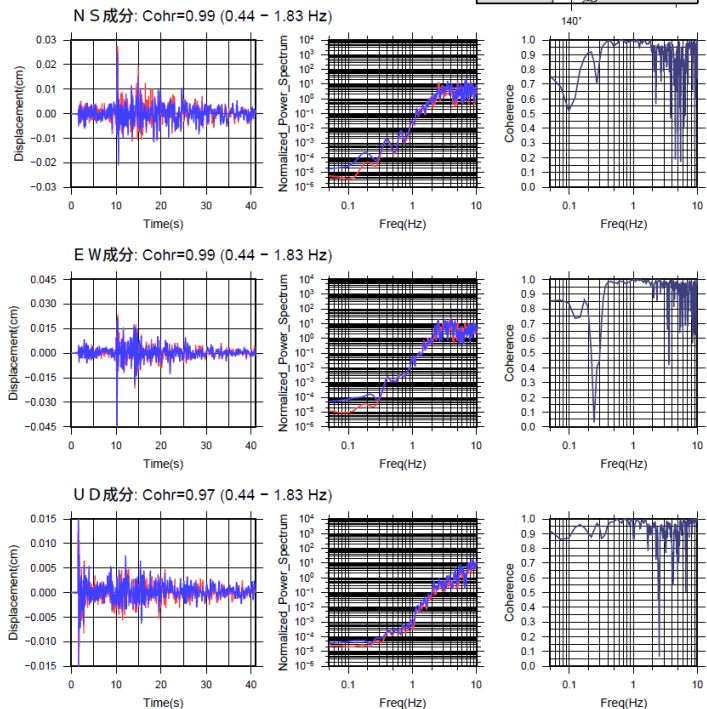 140˚
N S 成分: Cohr=0.99 (0.44 − 1.83 Hz)
Displacement(cm)
0.03
0.02
0.01
0.00
−0.01
−0.02
−0.03
0 10 20 30 40
Time(s)
Normalized_Power_Spectrum
10⁴
10³
10²
10¹
10⁰
10⁻¹
10⁻²
10⁻³
10⁻⁴
10⁻⁵
10⁻⁶
0.1 1 10
Freq(Hz)
Coherence
1.0
0.9
0.8
0.7
0.6
0.5
0.4
0.3
0.2
0.1
0.0
0.1 1 10
Freq(Hz)
E W成分: Cohr=0.99 (0.44 − 1.83 Hz)
Displacement(cm)
0.045
0.030
0.015
0.000
−0.015
−0.030
−0.045
0 10 20 30 40
Time(s)
Normalized_Power_Spectrum
10⁴
10³
10²
10¹
10⁰
10⁻¹
10⁻²
10⁻³
10⁻⁴
10⁻⁵
10⁻⁶
0.1 1 10
Freq(Hz)
Coherence
1.0
0.9
0.8
0.7
0.6
0.5
0.4
0.3
0.2
0.1
0.0
0.1 1 10
Freq(Hz)
U D成分: Cohr=0.97 (0.44 − 1.83 Hz)
Displacement(cm)
0.015
0.010
0.005
0.000
−0.005
−0.010
−0.015
0 10 20 30 40
Time(s)
Normalized_Power_Spectrum
10⁴
10³
10²
10¹
10⁰
10⁻¹
10⁻²
10⁻³
10⁻⁴
10⁻⁵
10⁻⁶
0.1 1 10
Freq(Hz)
Coherence
1.0
0.9
0.8
0.7
0.6
0.5
0.4
0.3
0.2
0.1
0.0
0.1 1 10
Freq(Hz)